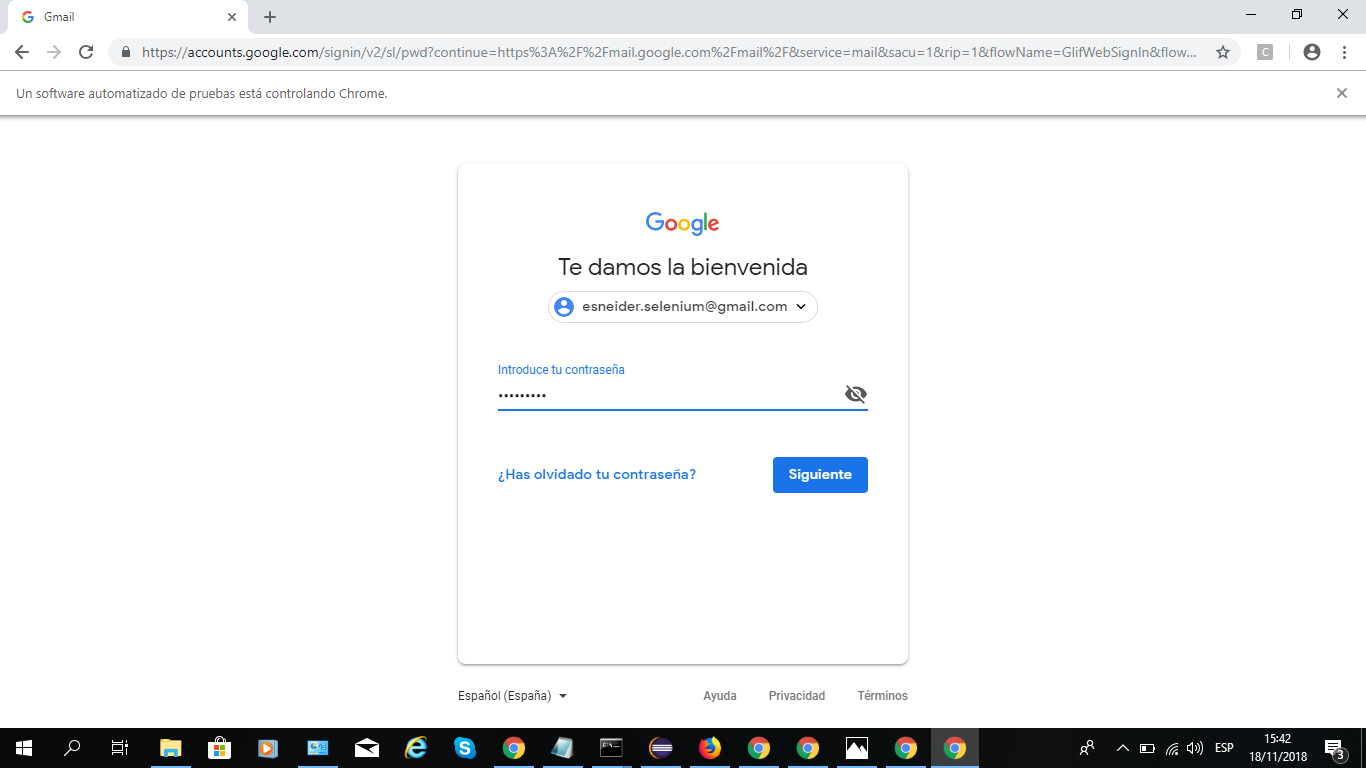 Gmail
https://accounts.google.com/signin/v2/sl/pwd?continue=https%3A%2F%2Fmail.google.com%2Fmail%2F&service=mail&sacu=1&rip=1&flowName=GlifWebSignIn&flow...
C
Un software automatizado de pruebas está controlando Chrome.
Google
Te damos la bienvenida
esneider.selenium@gmail.com
Introduce tu contraseña
•••••••••
¿Has olvidado tu contraseña?
Siguiente
Español (España)
Ayuda
Privacidad
Términos
ESP
15:42
18/11/2018
3